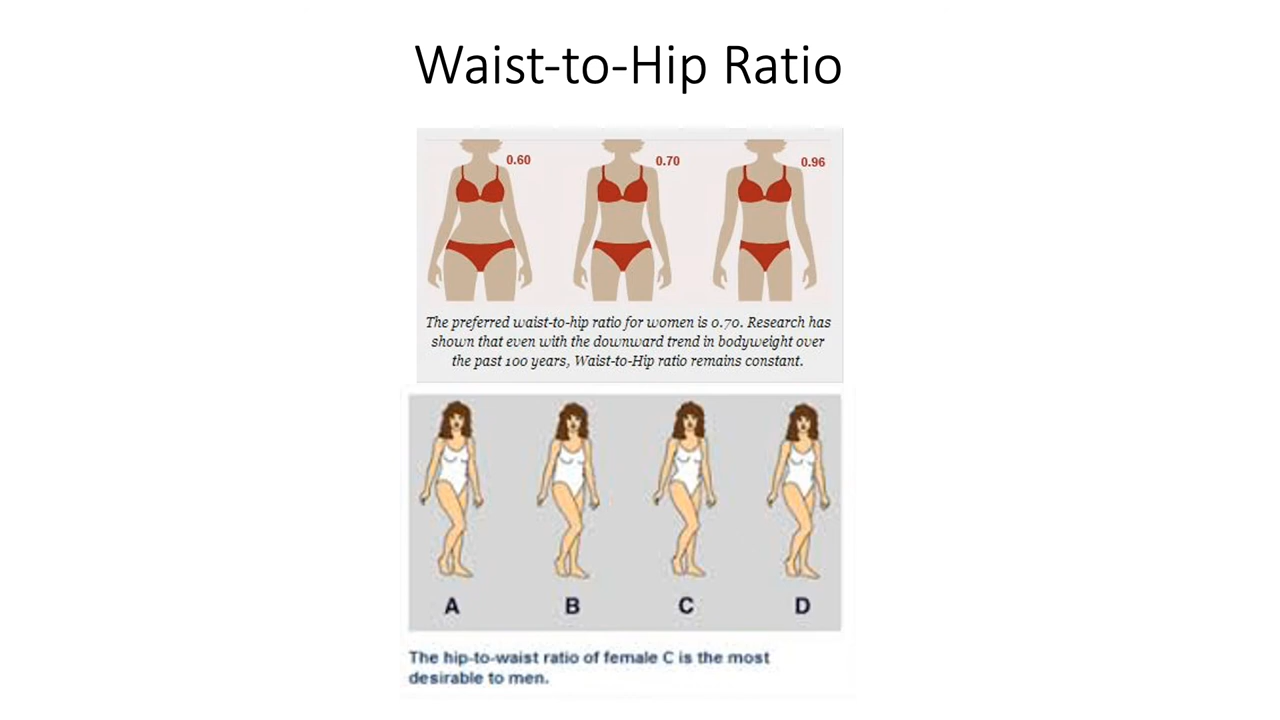 Waist-to-Hip Ratio
0.60
0.70
0.96
The preferred waist-to-hip ratio for women is 0.70. Research has
shown that even with the downward trend in bodyweight over
the past 100 years, Waist-to-Hip ratio remains constant.
A B C D
The hip-to-waist ratio of female C is the most
desirable to men.